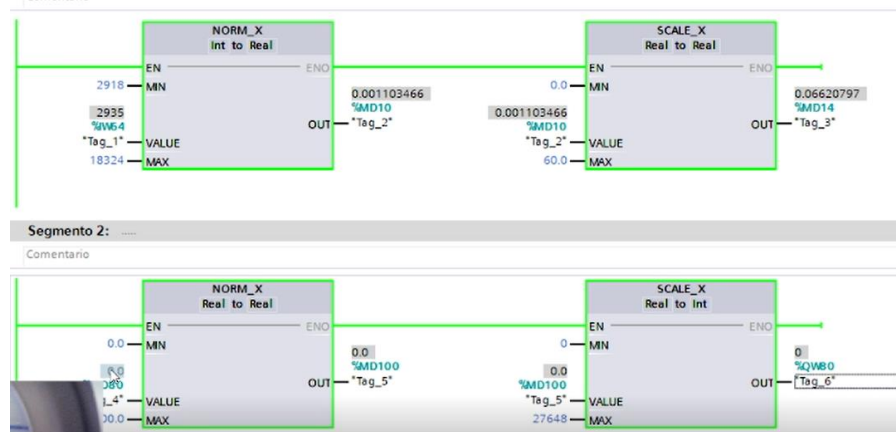 NORM_X
Int to Real
EN
ENO
2918
MIN
2935
%IW64
"Tag_1"
VALUE
18324
MAX
OUT
0.001103466
%MD10
"Tag_2"
SCALE_X
Real to Real
EN
ENO
0.0
MIN
0.001103466
%MD10
"Tag_2"
VALUE
60.0
MAX
OUT
0.06620797
%MD14
"Tag_3"
Segmento 2: .....
Comentario
NORM_X
Real to Real
EN
ENO
0.0
MIN
VALUE
MAX
OUT
0.0
%MD100
"Tag_5"
SCALE_X
Real to Int
EN
ENO
0
MIN
0.0
%MD100
"Tag_5"
VALUE
27648
MAX
OUT
0
%QW80
"Tag_6"